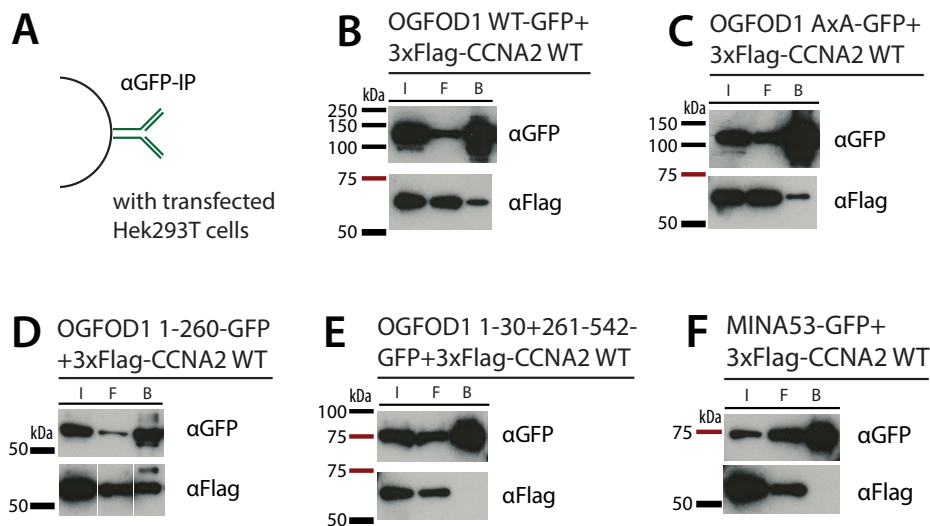 A
αGFP-IP
with transfected
Hek293T cells
B
OGFOD1 WT-GFP+
3xFlag-CCNA2 WT
kDa
I F B
250
150
100
αGFP
75
αFlag
50
C
OGFOD1 AxA-GFP+
3xFlag-CCNA2 WT
kDa
I F B
150
100
αGFP
75
αFlag
50
D
OGFOD1 1-260-GFP
+3xFlag-CCNA2 WT
I F B
kDa
αGFP
50
αFlag
50
E
OGFOD1 1-30+261-542-
GFP+3xFlag-CCNA2 WT
kDa
I F B
100
75
αGFP
75
αFlag
50
F
MINA53-GFP+
3xFlag-CCNA2 WT
I F B
kDa
75
αGFP
αFlag
50